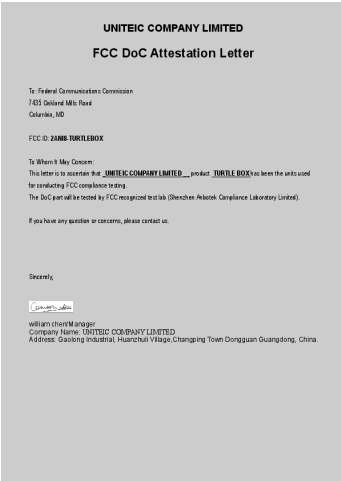 UNITEIC COMPANY LIMITED
FCC DoC Attestation Letter
To: Federal Communications Commission
7435 Oakland Mills Road
Columbia, MD
FCC ID: 2ANI8-TURTLEBOX
To Whom It May Concern:
This letter is to ascertain that _UNITEIC COMPANY LIMITED __ product _TURTLE BOX has been the units used
for conducting FCC compliance testing.
The DoC part will be tested by FCC recognized test lab (Shenzhen Anbotek Compliance Laboratory Limited).
If you have any question or concerns, please contact us.
Sincerely,
william chen/Manager
Company Name: UNITEIC COMPANY LIMITED
Address: Gaolong Industrial, Huanzhuli Village,Changping Town Dongguan Guangdong, China.